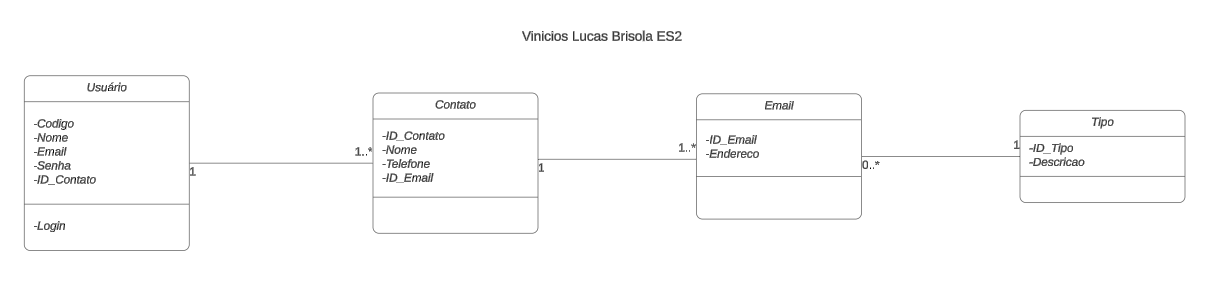 Vinicios Lucas Brisola ES2
Usuário
-Codigo
-Nome
-Email
-Senha
-ID_Contato
-Login
1
1..*
Contato
-ID_Contato
-Nome
-Telefone
-ID_Email
1
1..*
Email
-ID_Email
-Endereco
0..*
1
Tipo
-ID_Tipo
-Descricao